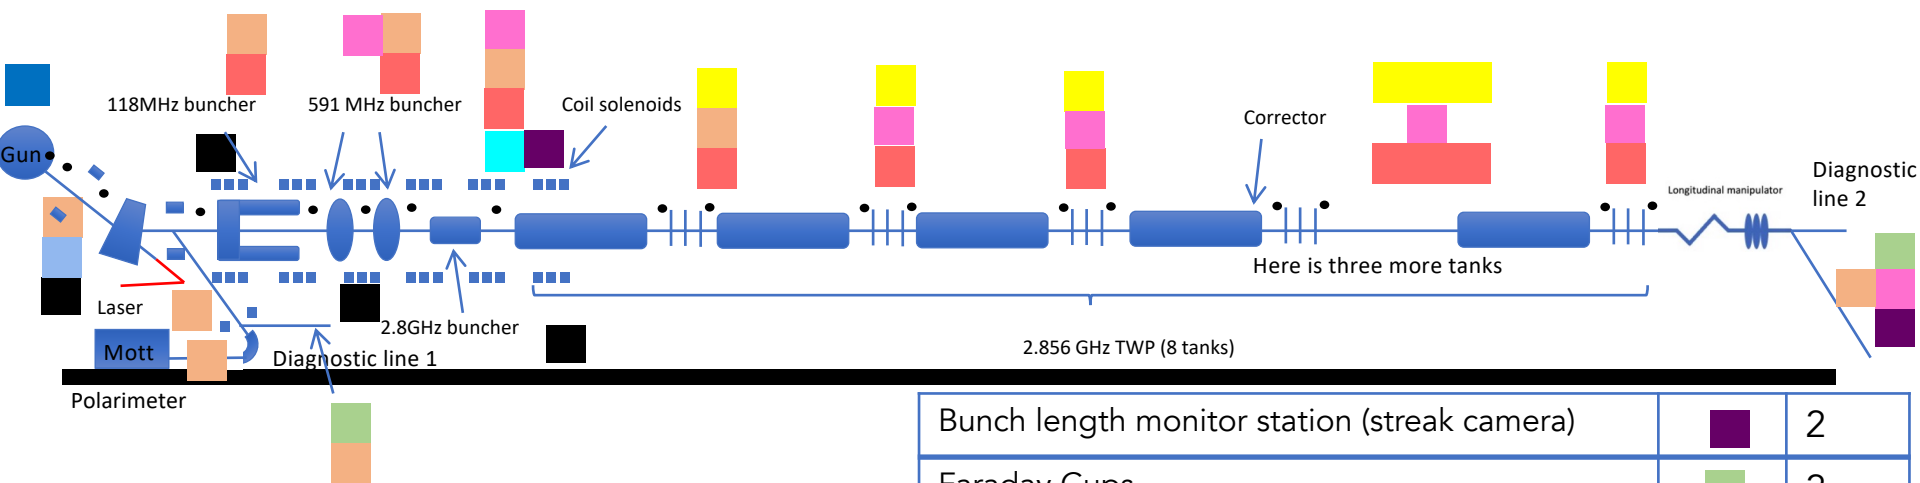 118MHz buncher
591 MHz buncher
Coil solenoids
Corrector
Gun
Diagnostic
line 2
Longitudinal manipulator
Here is three more tanks
Laser
2.8GHz buncher
Mott
Diagnostic line 1
2.856 GHz TWP (8 tanks)
Polarimeter
Bunch length monitor station (streak camera) 2
Faraday Cups